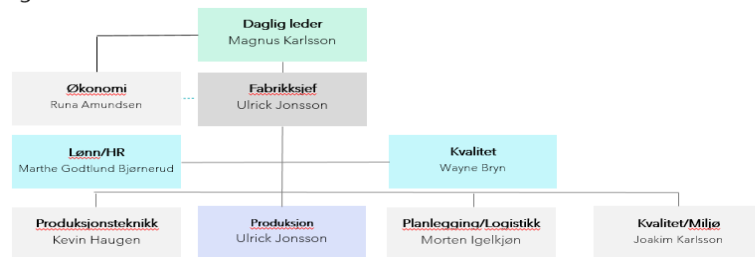 Daglig leder
Magnus Karlsson
Økonomi
Runa Amundsen
Fabrikksjef
Ulrick Jonsson
Lønn/HR
Marthe Godtlund Bjørnerud
Kvalitet
Wayne Bryn
Produksjonsteknikk
Kevin Haugen
Produksjon
Ulrick Jonsson
Planlegging/Logistikk
Morten Igelkjøn
Kvalitet/Miljø
Joakim Karlsson